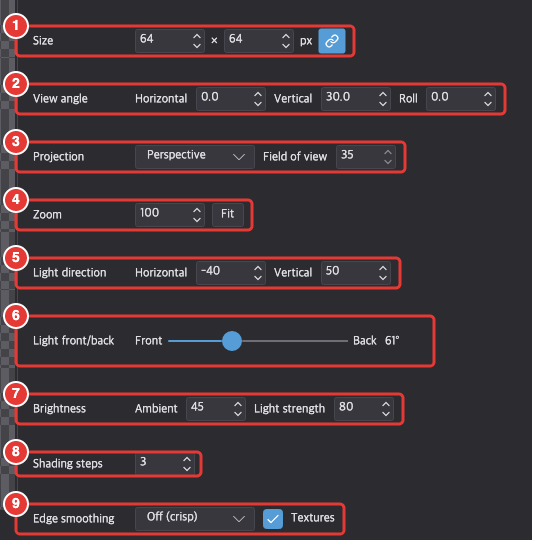 1
Size 64 × 64 px
2
View angle Horizontal 0.0 Vertical 30.0 Roll 0.0
3
Projection Perspective Field of view 35
4
Zoom 100 Fit
5
Light direction Horizontal -40 Vertical 50
6
Light front/back Front Back 61°
7
Brightness Ambient 45 Light strength 80
8
Shading steps 3
9
Edge smoothing Off (crisp) Textures